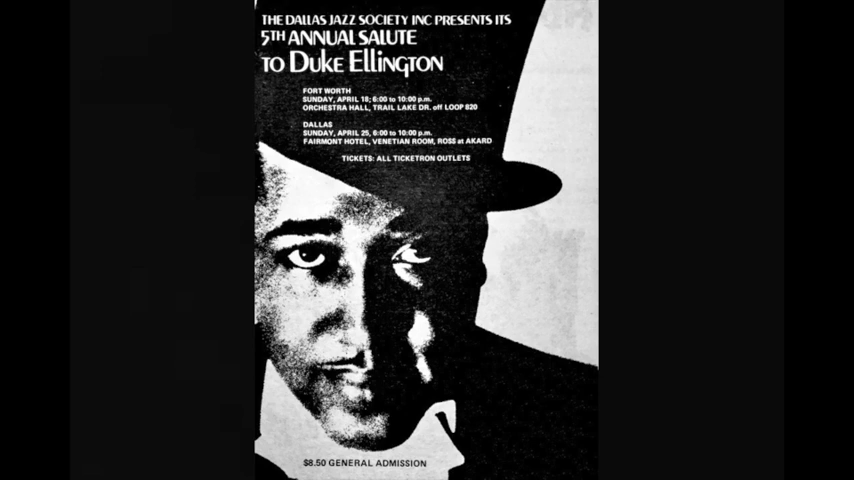 THE DALLAS JAZZ SOCIETY INC PRESENTS ITS
5TH ANNUAL SALUTE
TO DUKE ELLINGTON
FORT WORTH
SUNDAY, APRIL 18; 6:00 to 10:00 p.m.
ORCHESTRA HALL, TRAIL LAKE DR. off LOOP 820
DALLAS
SUNDAY, APRIL 25, 6:00 to 10:00 p.m.
FAIRMONT HOTEL, VENETIAN ROOM, ROSS at AKARD
TICKETS: ALL TICKETRON OUTLETS
$8.50 GENERAL ADMISSION